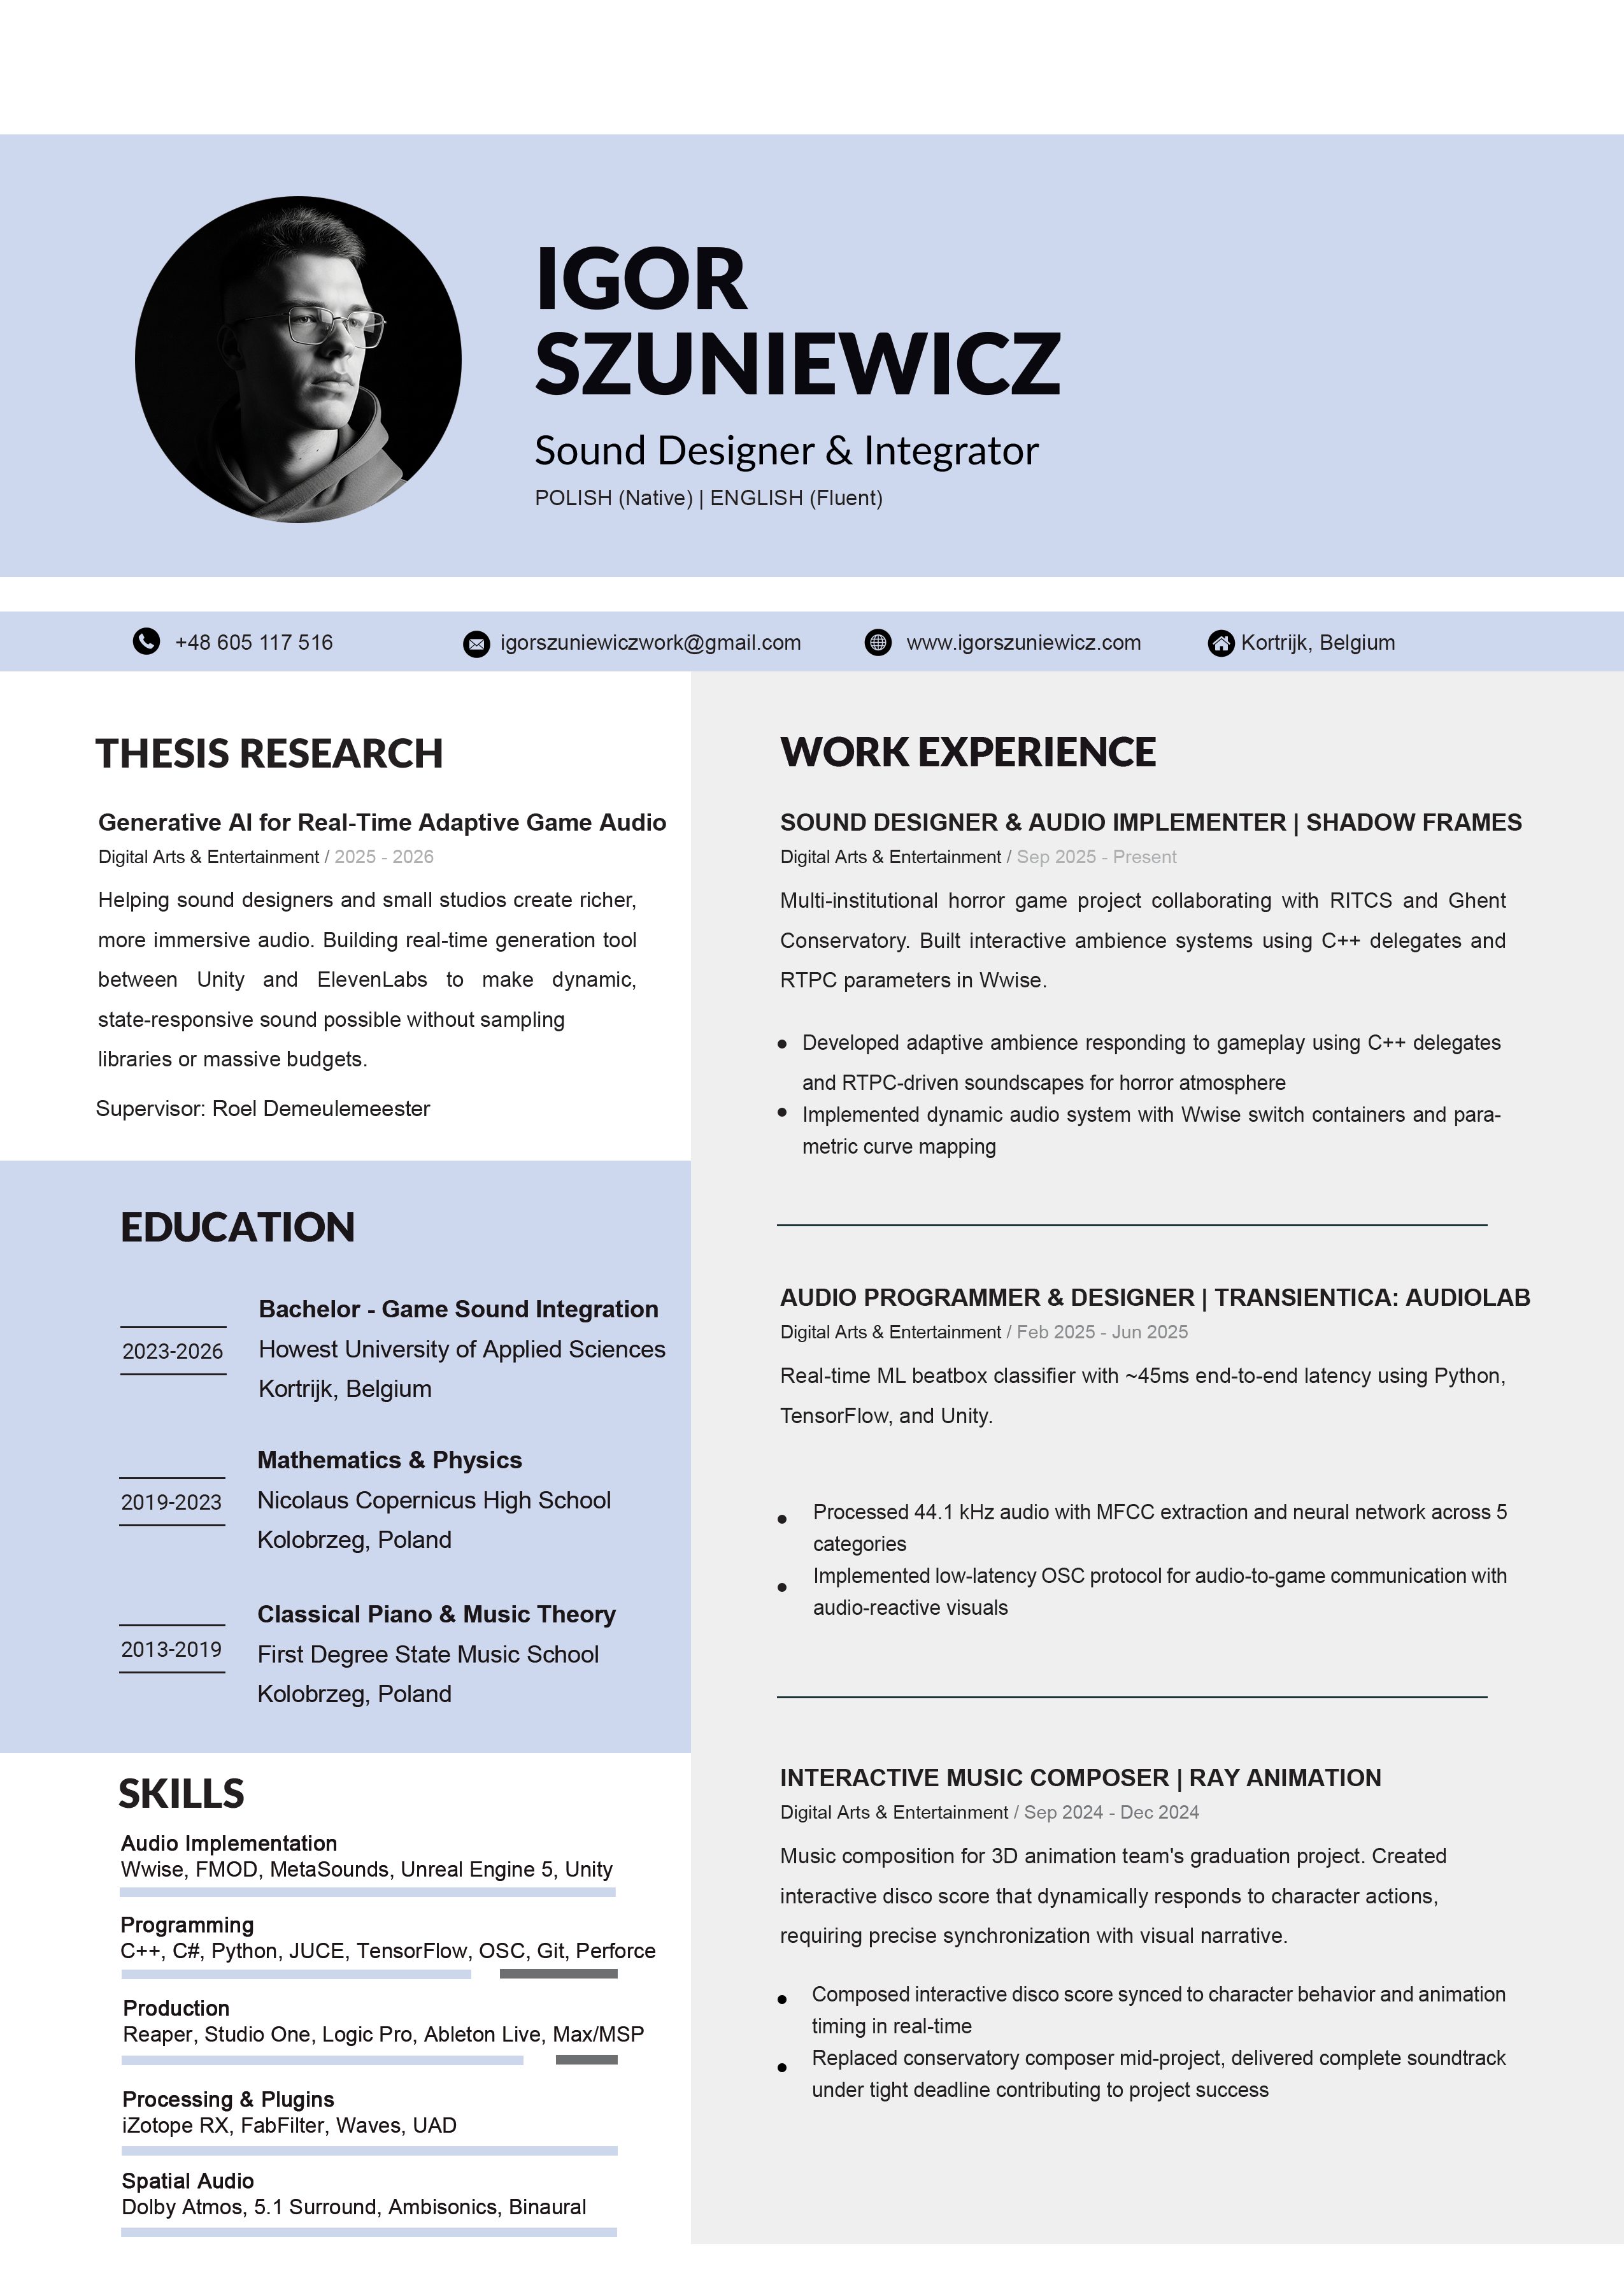 IGOR
SZUNIEWICZ
Sound Designer & Integrator
POLISH (Native) | ENGLISH (Fluent)
+48 605 117 516
igorszuniewiczwork@gmail.com
www.igorszuniewicz.com
Kortrijk, Belgium
THESIS RESEARCH
Generative AI for Real-Time Adaptive Game Audio
Digital Arts & Entertainment / 2025 - 2026
Helping sound designers and small studios create richer,
more immersive audio. Building real-time generation tool
between Unity and ElevenLabs to make dynamic,
state-responsive sound possible without sampling
libraries or massive budgets.
Supervisor: Roel Demeulemeester
EDUCATION
2023-2026
Bachelor - Game Sound Integration
Howest University of Applied Sciences
Kortrijk, Belgium
2019-2023
Mathematics & Physics
Nicolaus Copernicus High School
Kolobrzeg, Poland
2013-2019
Classical Piano & Music Theory
First Degree State Music School
Kolobrzeg, Poland
SKILLS
Audio Implementation
Wwise, FMOD, MetaSounds, Unreal Engine 5, Unity
Programming
C++, C#, Python, JUCE, TensorFlow, OSC, Git, Perforce
Production
Reaper, Studio One, Logic Pro, Ableton Live, Max/MSP
Processing & Plugins
iZotope RX, FabFilter, Waves, UAD
Spatial Audio
Dolby Atmos, 5.1 Surround, Ambisonics, Binaural
WORK EXPERIENCE
SOUND DESIGNER & AUDIO IMPLEMENTER | SHADOW FRAMES
Digital Arts & Entertainment / Sep 2025 - Present
Multi-institutional horror game project collaborating with RITCS and Ghent
Conservatory. Built interactive ambience systems using C++ delegates and
RTPC parameters in Wwise.
● Developed adaptive ambience responding to gameplay using C++ delegates
and RTPC-driven soundscapes for horror atmosphere
● Implemented dynamic audio system with Wwise switch containers and para-
metric curve mapping
AUDIO PROGRAMMER & DESIGNER | TRANSIENTICA: AUDIOLAB
Digital Arts & Entertainment / Feb 2025 - Jun 2025
Real-time ML beatbox classifier with ~45ms end-to-end latency using Python,
TensorFlow, and Unity.
● Processed 44.1 kHz audio with MFCC extraction and neural network across 5
categories
● Implemented low-latency OSC protocol for audio-to-game communication with
audio-reactive visuals
INTERACTIVE MUSIC COMPOSER | RAY ANIMATION
Digital Arts & Entertainment / Sep 2024 - Dec 2024
Music composition for 3D animation team's graduation project. Created
interactive disco score that dynamically responds to character actions,
requiring precise synchronization with visual narrative.
● Composed interactive disco score synced to character behavior and animation
timing in real-time
● Replaced conservatory composer mid-project, delivered complete soundtrack
under tight deadline contributing to project success